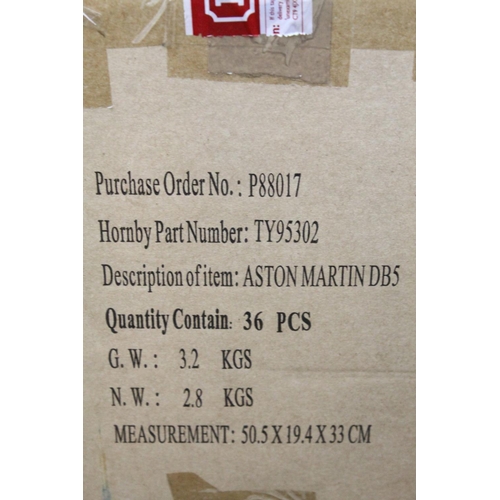 Purchase Order No.: P88017
Hornby Part Number: TY95302
Description of item: ASTON MARTIN DB5
Quantity Contain: 36 PCS
G. W.: 3.2 KGS
N. W.: 2.8 KGS
MEASUREMENT: 50.5 X 19.4 X 33 CM